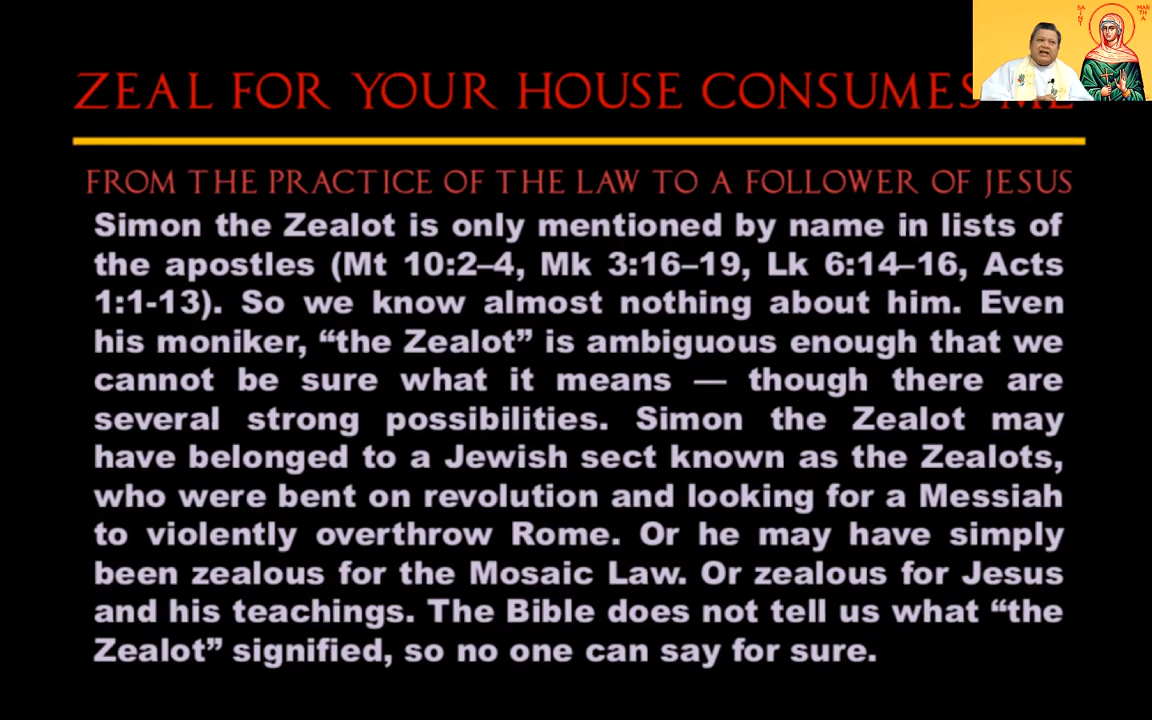 ZEAL FOR YOUR HOUSE CONSUMES ME
FROM THE PRACTICE OF THE LAW TO A FOLLOWER OF JESUS
Simon the Zealot is only mentioned by name in lists of
the apostles (Mt 10:2–4, Mk 3:16–19, Lk 6:14–16, Acts
1:1-13). So we know almost nothing about him. Even
his moniker, “the Zealot” is ambiguous enough that we
cannot be sure what it means — though there are
several strong possibilities. Simon the Zealot may
have belonged to a Jewish sect known as the Zealots,
who were bent on revolution and looking for a Messiah
to violently overthrow Rome. Or he may have simply
been zealous for the Mosaic Law. Or zealous for Jesus
and his teachings. The Bible does not tell us what “the
Zealot” signified, so no one can say for sure.
SAINT MARTHA